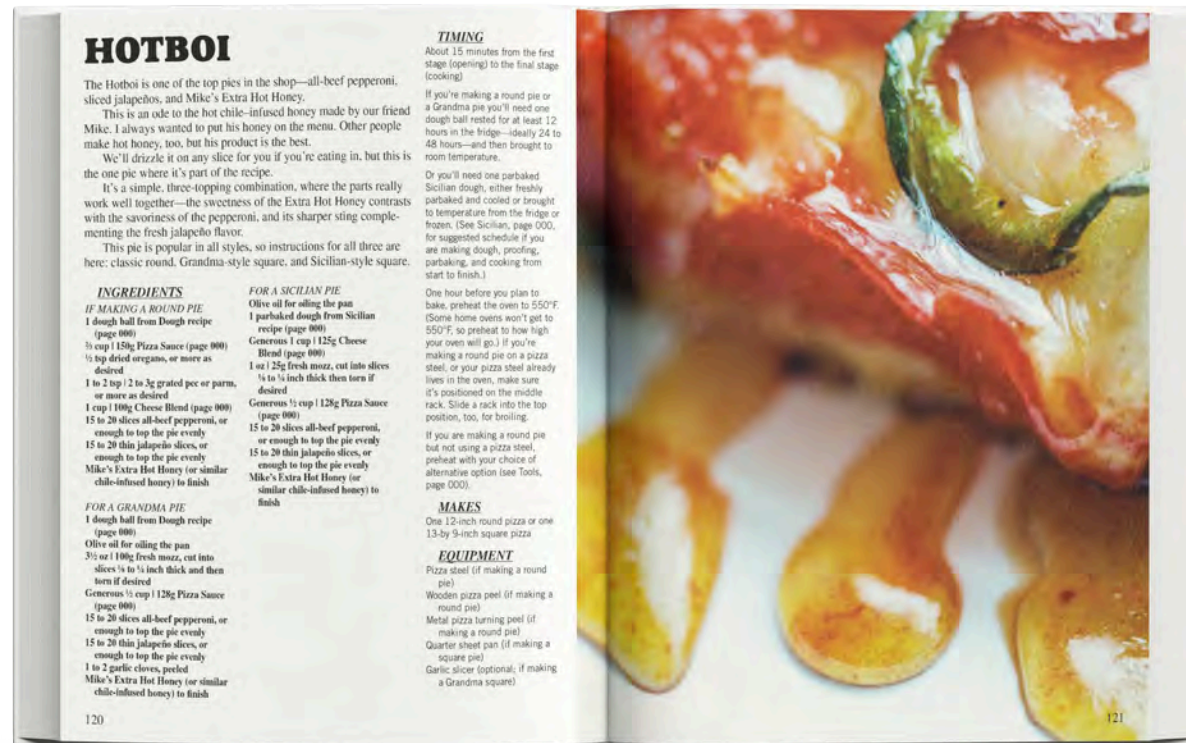 HOTBOI
The Hotboi is one of the top pies in the shop—all-beef pepperoni,
sliced jalapeños, and Mike's Extra Hot Honey.
This is an ode to the hot chile–infused honey made by our friend
Mike. I always wanted to put his honey on the menu. Other people
make hot honey, too, but his product is the best.
We'll drizzle it on any slice for you if you're eating in, but this is
the one pie where it's part of the recipe.
It's a simple, three-topping combination, where the parts really
work well together—the sweetness of the Extra Hot Honey contrasts
with the savoriness of the pepperoni, and its sharper sting comple-
menting the fresh jalapeño flavor.
This pie is popular in all styles, so instructions for all three are
here: classic round, Grandma-style square, and Sicilian-style square.
INGREDIENTS
IF MAKING A ROUND PIE
1 dough ball from Dough recipe
(page 000)
⅔ cup | 150g Pizza Sauce (page 000)
½ tsp dried oregano, or more as
desired
1 to 2 tsp | 2 to 3g grated pec or parm,
or more as desired
1 cup | 100g Cheese Blend (page 000)
15 to 20 slices all-beef pepperoni, or
enough to top the pie evenly
15 to 20 thin jalapeño slices, or
enough to top the pie evenly
Mike's Extra Hot Honey (or similar
chile-infused honey) to finish
FOR A GRANDMA PIE
1 dough ball from Dough recipe
(page 000)
Olive oil for oiling the pan
3½ oz | 100g fresh mozz, cut into
slices ⅛ to ¼ inch thick and then
torn if desired
Generous ½ cup | 128g Pizza Sauce
(page 000)
15 to 20 slices all-beef pepperoni, or
enough to top the pie evenly
15 to 20 thin jalapeño slices, or
enough to top the pie evenly
1 to 2 garlic cloves, peeled
Mike's Extra Hot Honey (or similar
chile-infused honey) to finish
FOR A SICILIAN PIE
Olive oil for oiling the pan
1 parbaked dough from Sicilian
recipe (page 000)
Generous 1 cup | 125g Cheese
Blend (page 000)
1 oz | 25g fresh mozz, cut into slices
⅛ to ¼ inch thick then torn if
desired
Generous ½ cup | 128g Pizza Sauce
(page 000)
15 to 20 slices all-beef pepperoni,
or enough to top the pie evenly
15 to 20 thin jalapeño slices, or
enough to top the pie evenly
Mike's Extra Hot Honey (or
similar chile-infused honey) to
finish
TIMING
About 15 minutes from the first
stage (opening) to the final stage
(cooking)
If you're making a round pie or
a Grandma pie you'll need one
dough ball rested for at least 12
hours in the fridge—ideally 24 to
48 hours—and then brought to
room temperature.
Or you'll need one parbaked
Sicilian dough, either freshly
parbaked and cooled or brought
to temperature from the fridge or
frozen. (See Sicilian, page 000,
for suggested schedule if you
are making dough, proofing,
parbaking, and cooking from
start to finish.)
One hour before you plan to
bake, preheat the oven to 550°F.
(Some home ovens won't get to
550°F, so preheat to how high
your oven will go.) If you're
making a round pie on a pizza
steel, or your pizza steel already
lives in the oven, make sure
it's positioned on the middle
rack. Slide a rack into the top
position, too, for broiling.
If you are making a round pie
but not using a pizza steel,
preheat with your choice of
alternative option (see Tools,
page 000).
MAKES
One 12-inch round pizza or one
13-by 9-inch square pizza
EQUIPMENT
Pizza steel (if making a round
pie)
Wooden pizza peel (if making a
round pie)
Metal pizza turning peel (if
making a round pie)
Quarter sheet pan (if making a
square pie)
Garlic slicer (optional; if making
a Grandma square)
120
121